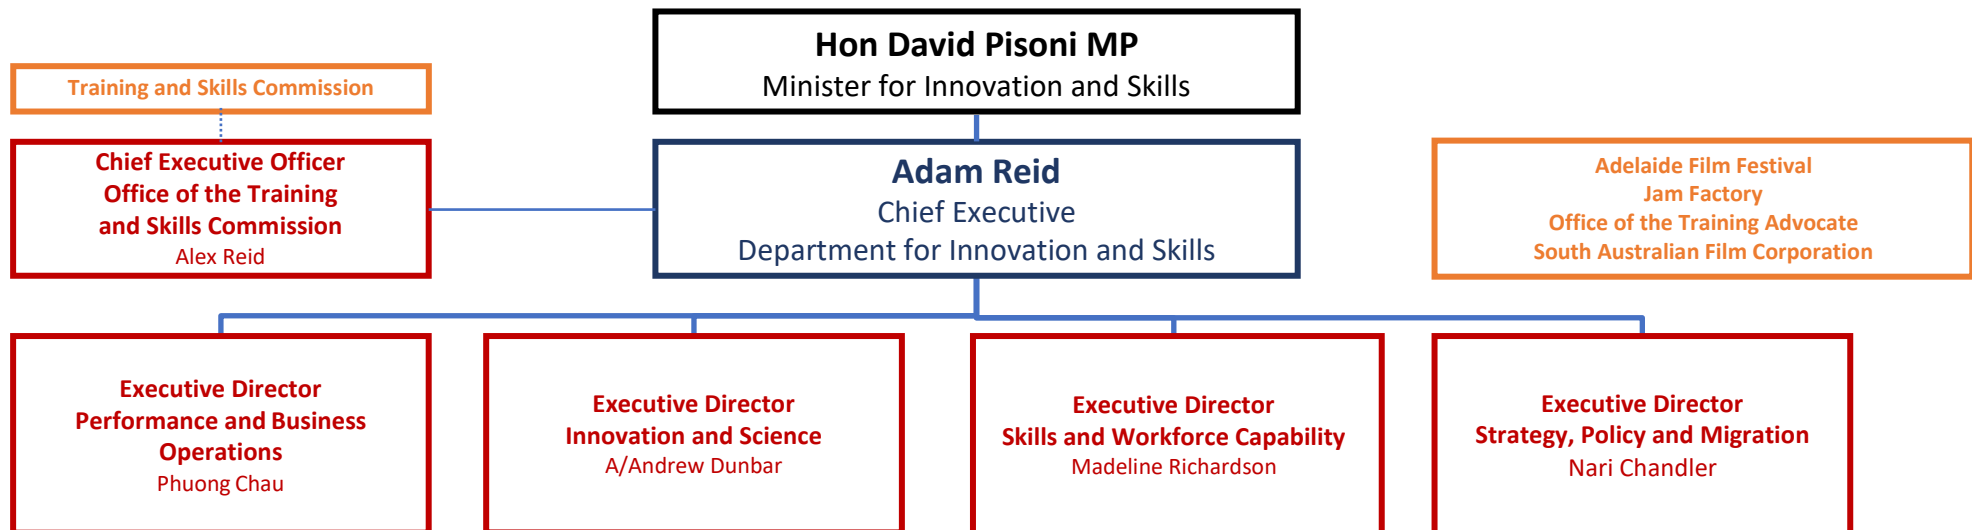 Hon David Pisoni MP
Minister for Innovation and Skills
Training and Skills Commission
Chief Executive Officer
Office of the Training
and Skills Commission
Alex Reid
Adam Reid
Chief Executive
Department for Innovation and Skills
Adelaide Film Festival
Jam Factory
Office of the Training Advocate
South Australian Film Corporation
Executive Director
Performance and Business
Operations
Phuong Chau
Executive Director
Innovation and Science
A/Andrew Dunbar
Executive Director
Skills and Workforce Capability
Madeline Richardson
Executive Director
Strategy, Policy and Migration
Nari Chandler